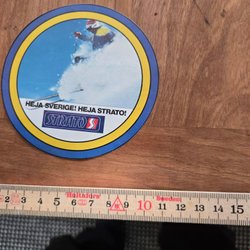 HEJA SVERIGE! HEJA STRATO!
STRATO S
2 3 4 5 6 7 8 9 10 11 12 13 14 15
Sweden